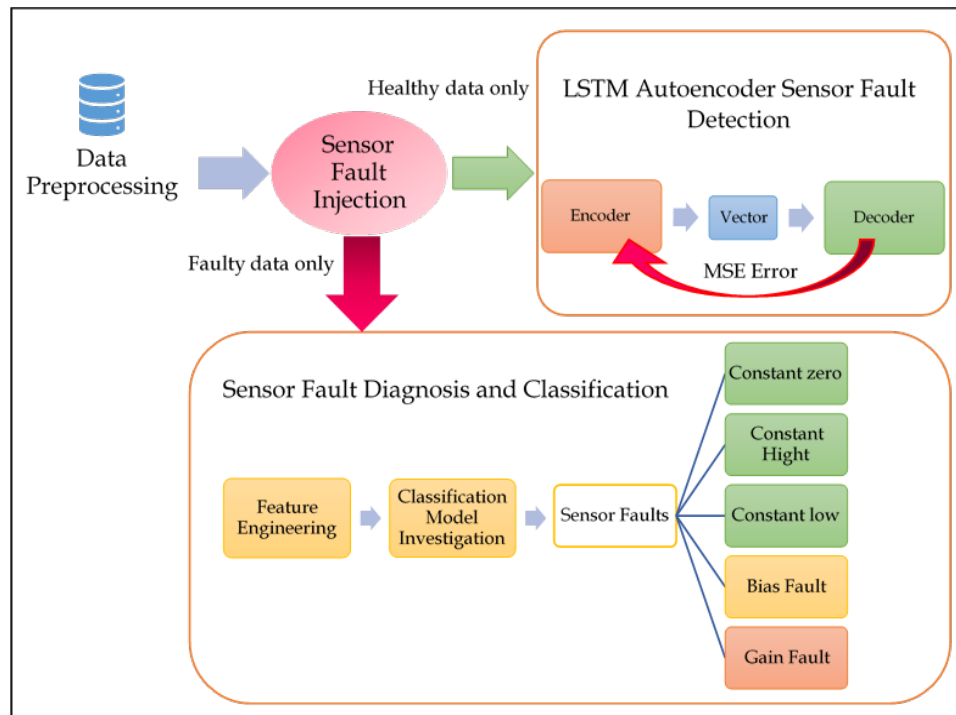 Healthy data only
LSTM Autoencoder Sensor Fault
Detection
Data
Preprocessing
Sensor
Fault
Injection
Encoder
Vector
Decoder
MSE Error
Faulty data only
Sensor Fault Diagnosis and Classification
Feature
Engineering
Classification
Model
Investigation
Sensor Faults
Constant zero
Constant
Hight
Constant low
Bias Fault
Gain Fault